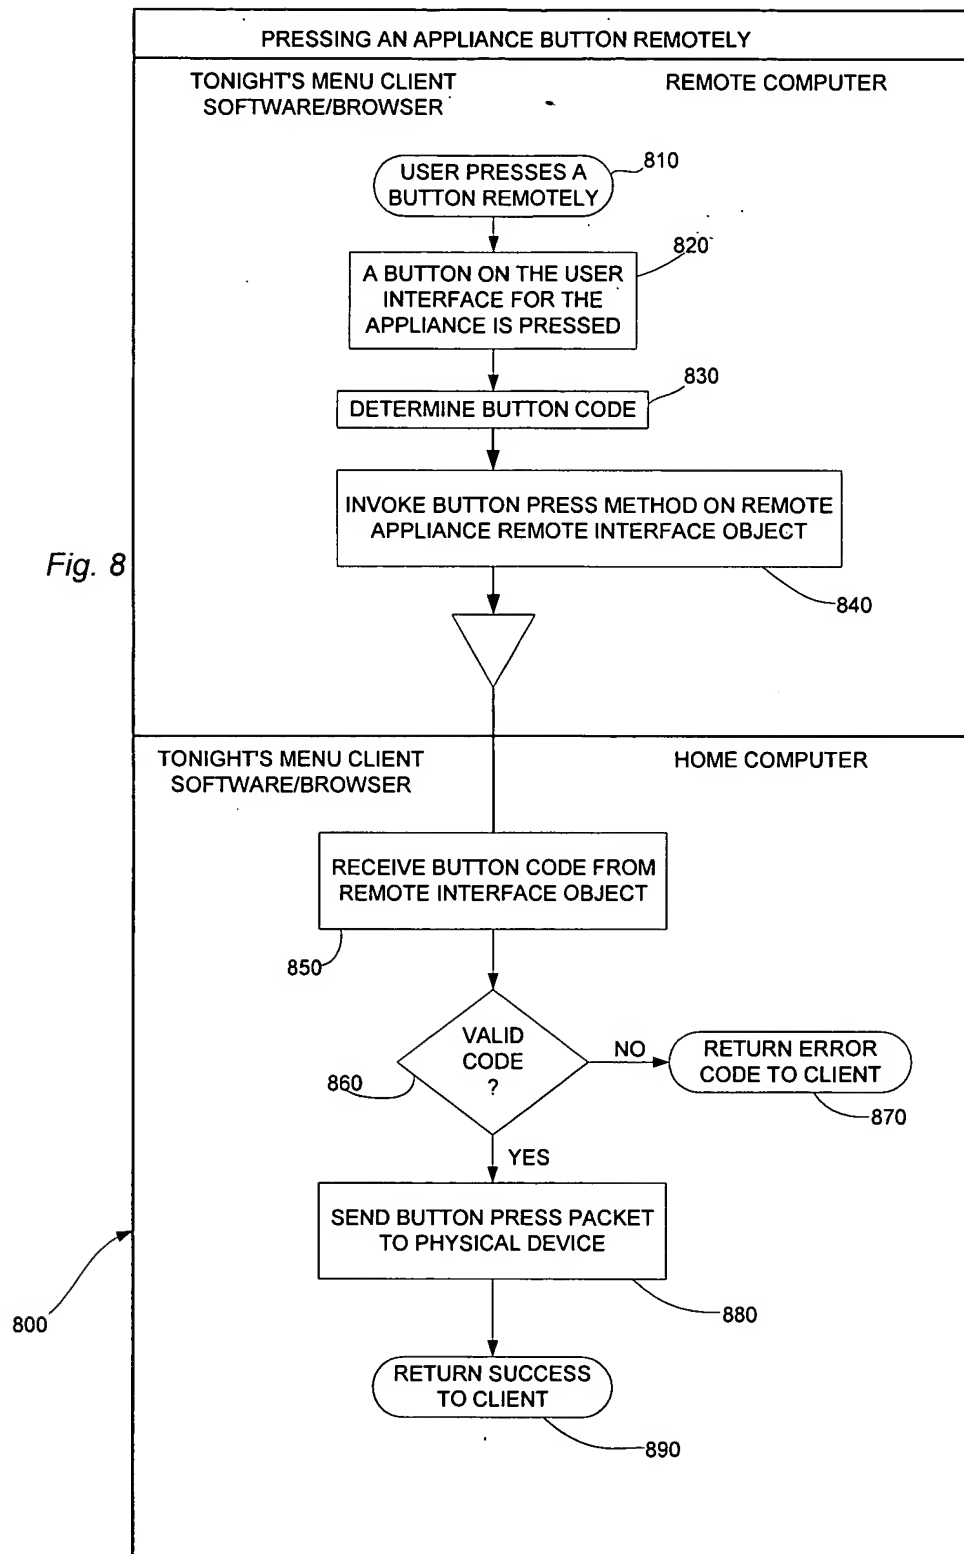 PRESSING AN APPLIANCE BUTTON REMOTELY
TONIGHT'S MENU CLIENT
SOFTWARE/BROWSER
REMOTE COMPUTER
USER PRESSES A
BUTTON REMOTELY
810
A BUTTON ON THE USER
INTERFACE FOR THE
APPLIANCE IS PRESSED
820
DETERMINE BUTTON CODE
830
INVOKE BUTTON PRESS METHOD ON REMOTE
APPLIANCE REMOTE INTERFACE OBJECT
840
Fig. 8
TONIGHT'S MENU CLIENT
SOFTWARE/BROWSER
HOME COMPUTER
RECEIVE BUTTON CODE FROM
REMOTE INTERFACE OBJECT
850
VALID
CODE
?
860
NO
RETURN ERROR
CODE TO CLIENT
870
YES
SEND BUTTON PRESS PACKET
TO PHYSICAL DEVICE
880
800
RETURN SUCCESS
TO CLIENT
890